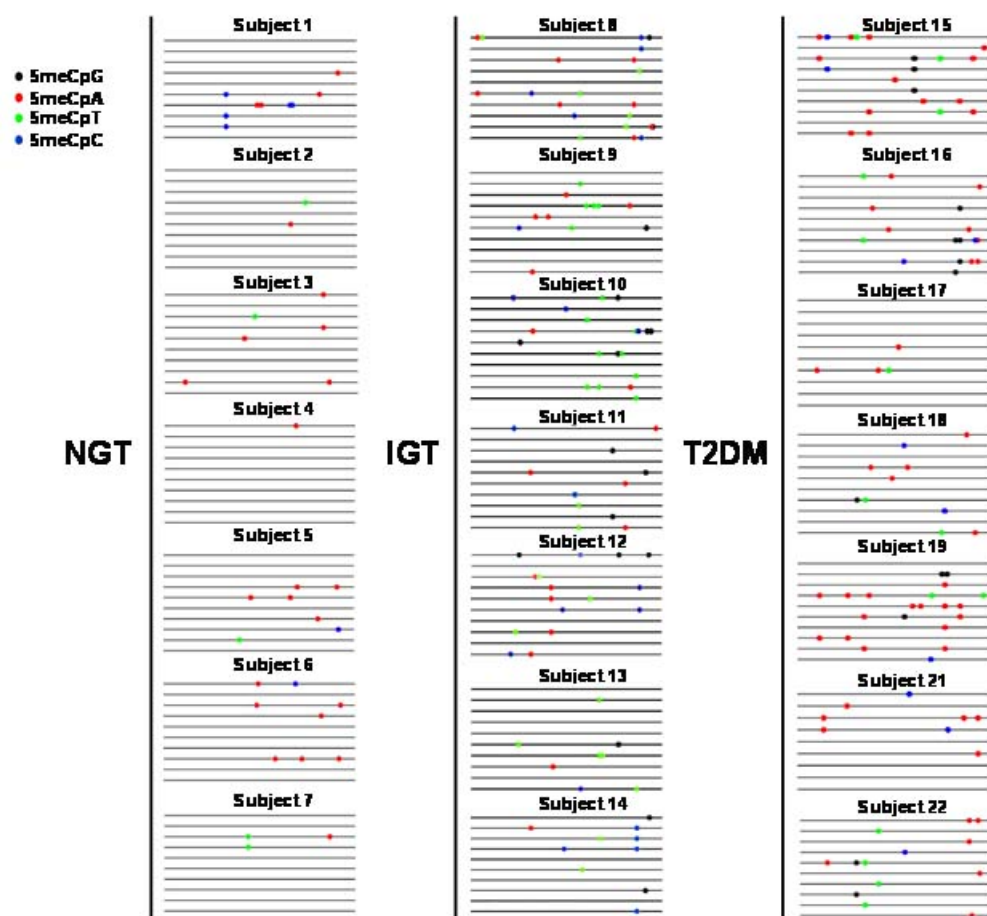 5meCpG
5meCpA
5meCpT
5meCpC
NGT
Subject 1
Subject 2
Subject 3
Subject 4
Subject 5
Subject 6
Subject 7
IGT
Subject 8
Subject 9
Subject 10
Subject 11
Subject 12
Subject 13
Subject 14
T2DM
Subject 15
Subject 16
Subject 17
Subject 18
Subject 19
Subject 21
Subject 22